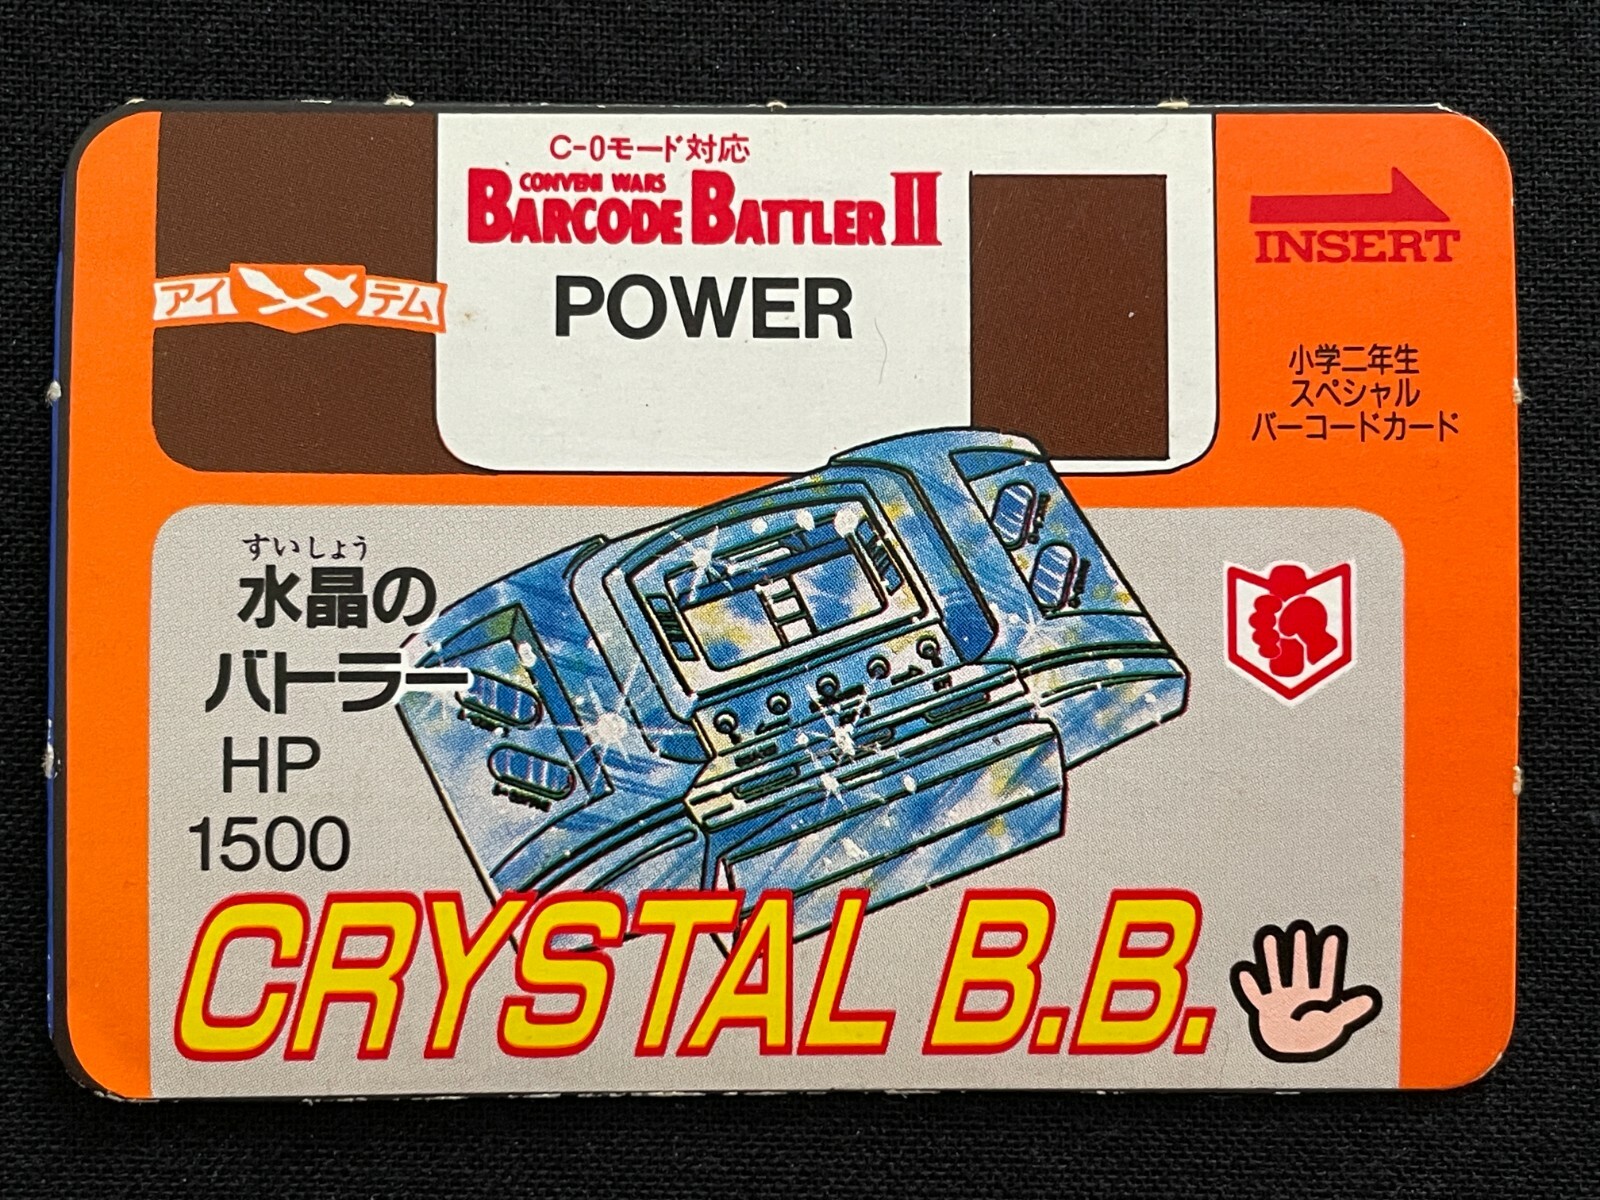 C-0モード対応
CONVENI WARS
BARCODE BATTLER II
POWER
アイテム
INSERT
小学二年生
スペシャル
バーコードカード
すいしょう
水晶の
バトラー
HP
1500
CRYSTAL B.B.